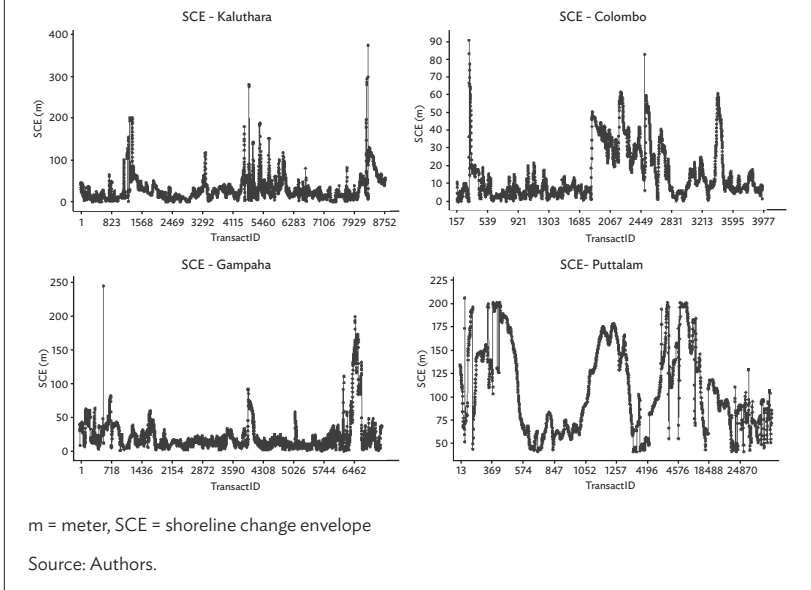 SCE - Kaluthara
SCE (m)
400
300
200
100
0
1 823 1568 2469 3292 4115 5460 6283 7106 7929 8752
TransactID
SCE - Colombo
SCE (m)
90
80
70
60
50
40
30
20
10
0
157 539 921 1303 1685 2067 2449 2831 3213 3595 3977
TransactID
SCE - Gampaha
SCE (m)
250
200
150
100
50
0
1 718 1436 2154 2872 3590 4308 5026 5744 6462
TransactID
SCE- Puttalam
SCE (m)
225
200
175
150
125
100
75
50
13 369 574 847 1052 1257 4196 4576 18488 24870
TransactID
m = meter, SCE = shoreline change envelope
Source: Authors.